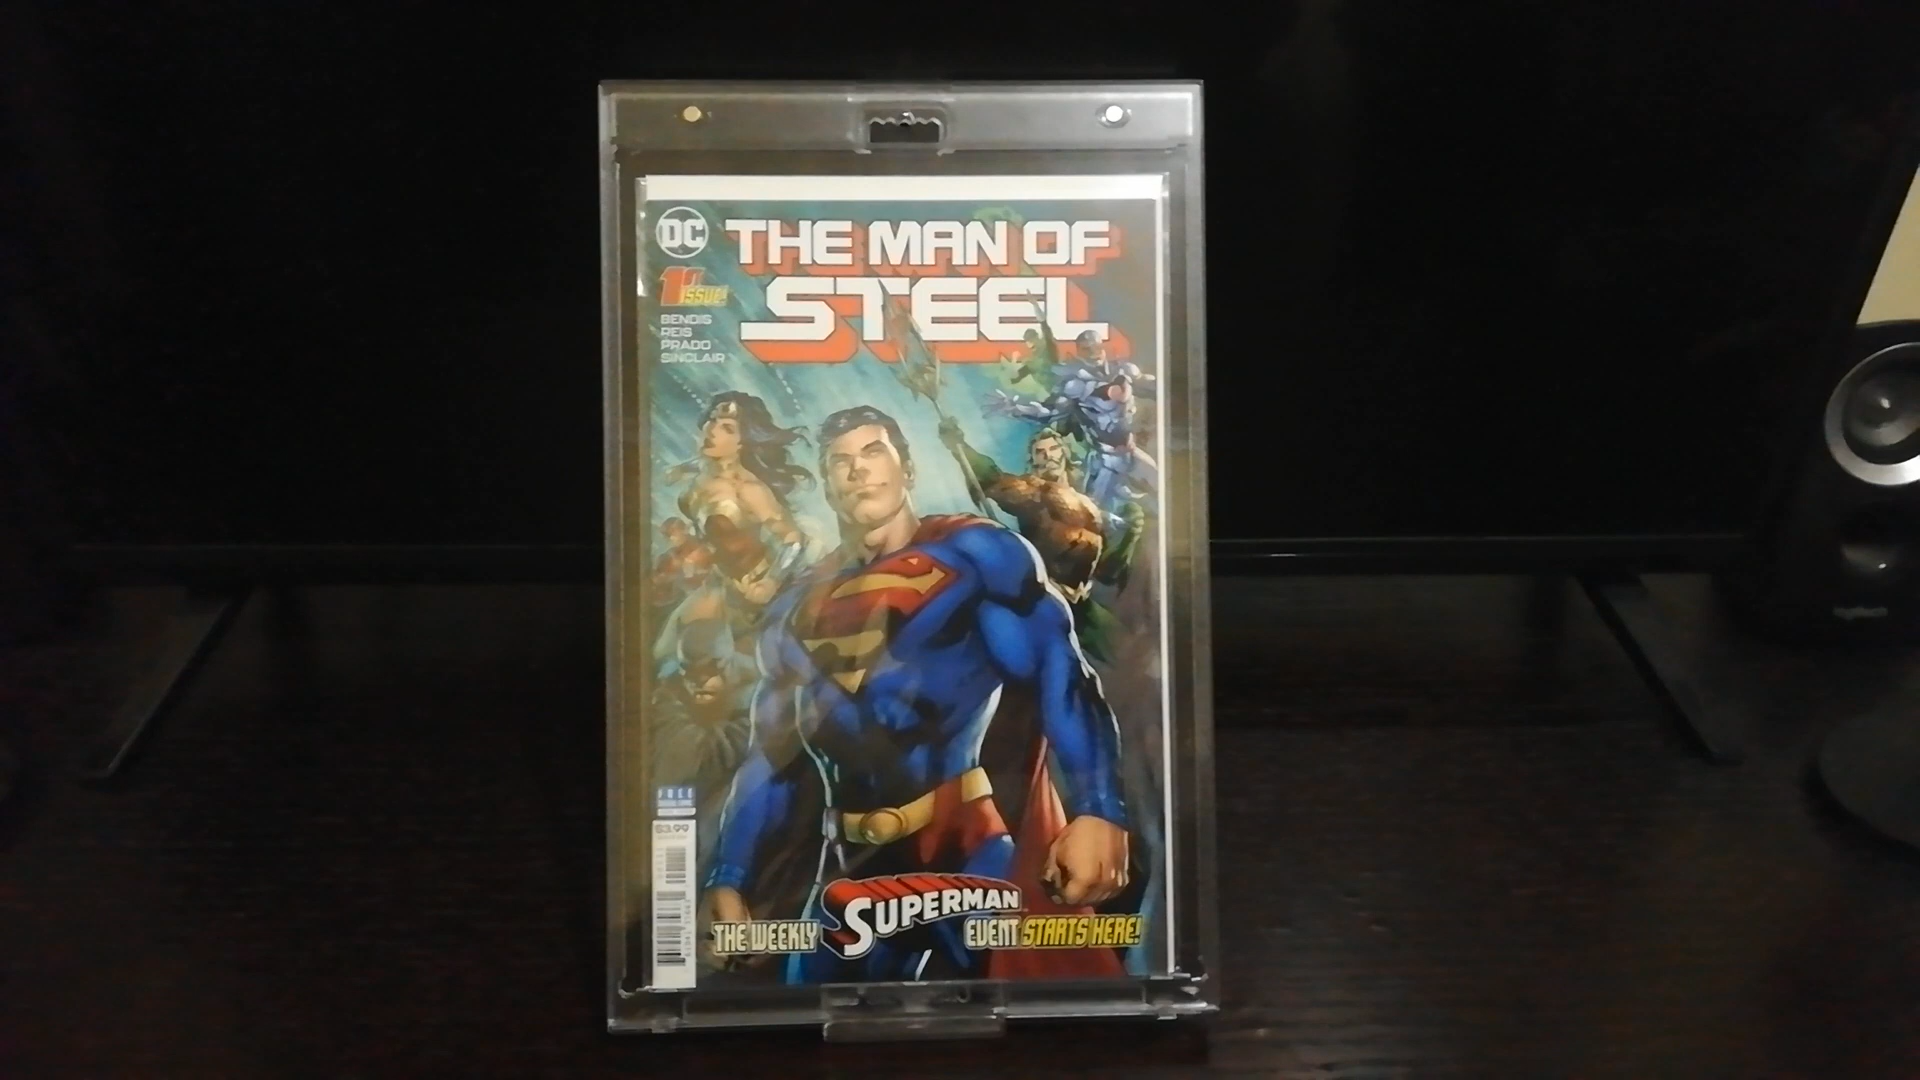 DC
THE MAN OF
STEEL
1st ISSUE!
BENDIS
REIS
PRADO
SINCLAIR
FREE
$3.99
THE WEEKLY SUPERMAN EVENT STARTS HERE!